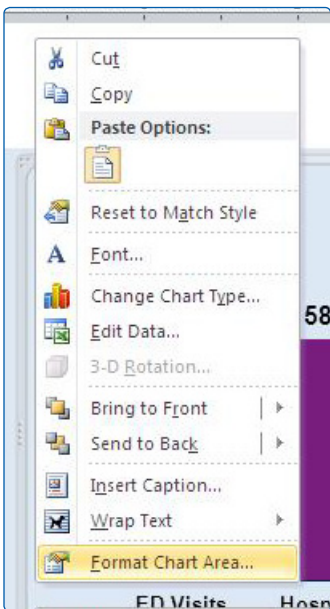 Cut
Copy
Paste Options:
Reset to Match Style
A Font...
Change Chart Type...
Edit Data...
3-D Rotation...
Bring to Front
Send to Back
Insert Caption...
Wrap Text
Format Chart Area...
58
ED Visits Hosp